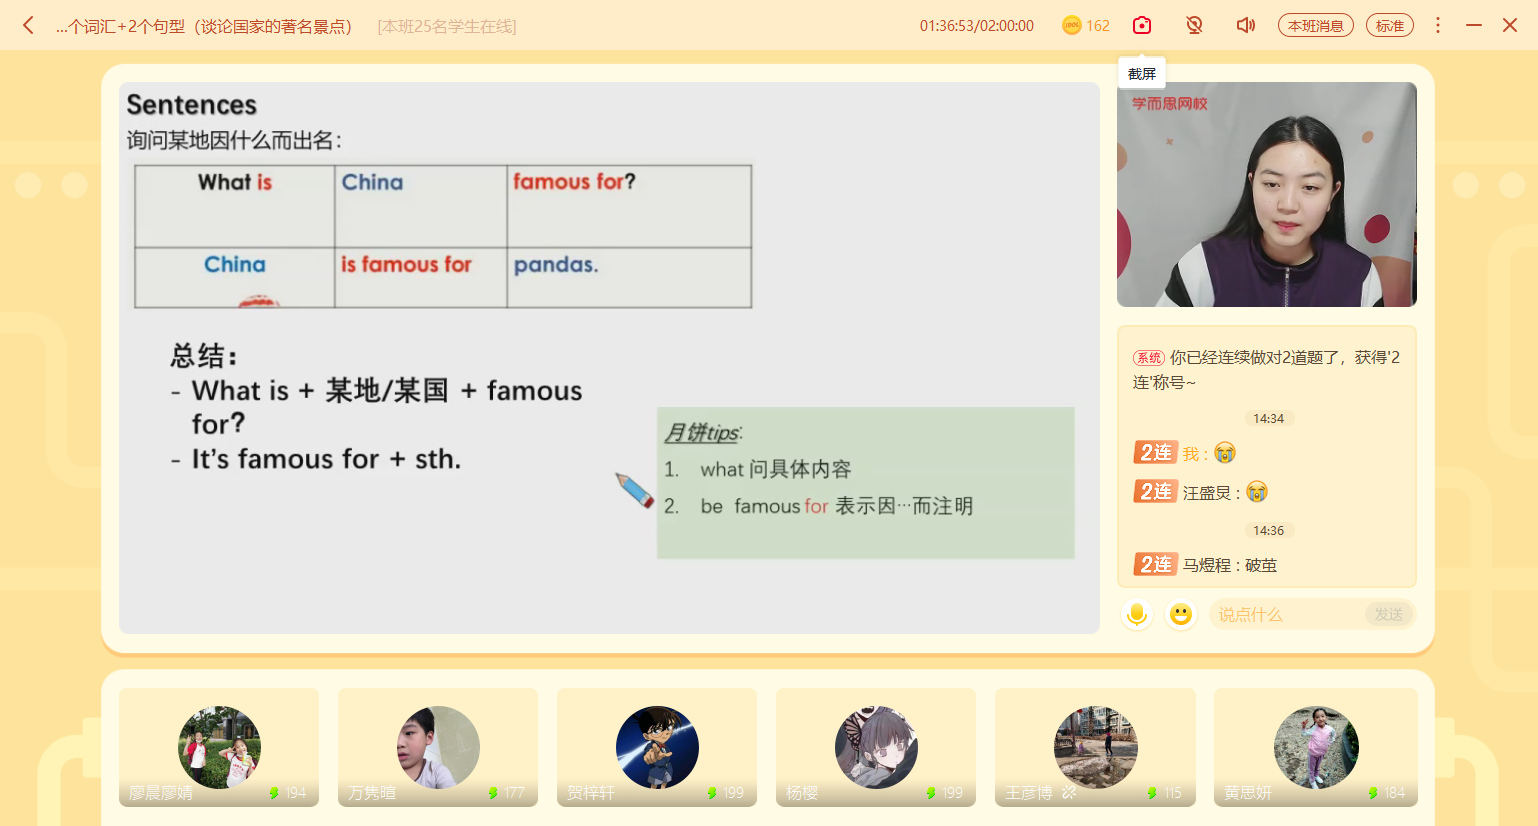 ...个词汇+2个句型（谈论国家的著名景点） [本班25名学生在线] 01:36:53/02:00:00 162 本班消息 标准
截屏
学而思网校
Sentences
询问某地因什么而出名：
What is China famous for?
China is famous for pandas.
总结：
- What is + 某地/某国 + famous
for?
- It's famous for + sth.
月饼tips:
1. what 问具体内容
2. be famous for 表示因…而注明
系统 你已经连续做对2道题了，获得'2
连'称号~
14:34
2连 我：
2连 汪盛炅：
14:36
2连 马煜程：破茧
说点什么 发送
廖晨廖婧 194 万隽暄 177 贺梓轩 199 杨樱 199 王彦博 115 黄思妍 184